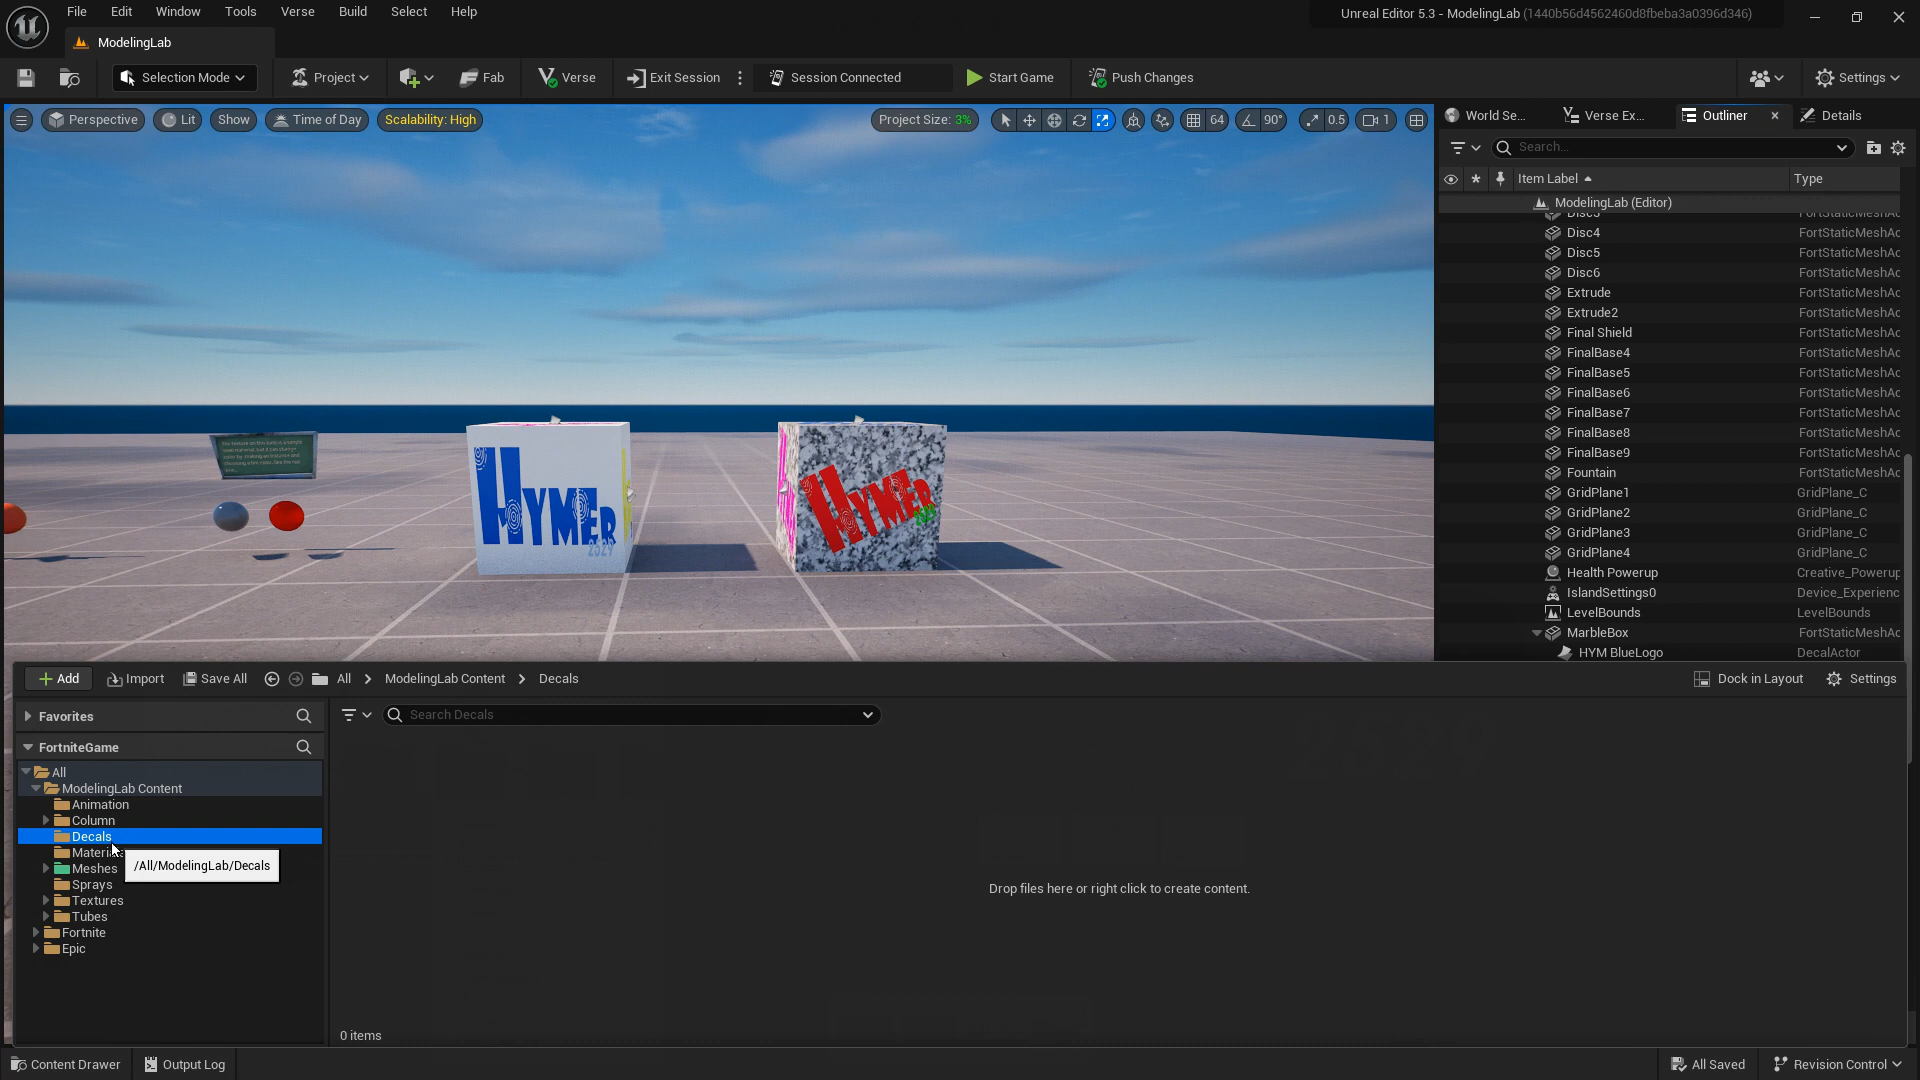 File Edit Window Tools Verse Build Select Help
Unreal Editor 5.3 - ModelingLab (1440b56d4562460d8fbeba3a0396d346)
ModelingLab
Selection Mode Project Fab Verse Exit Session Session Connected Start Game Push Changes Settings
Perspective Lit Show Time of Day Scalability: High Project Size: 3% 64 90° 0.5 1
World Se... Verse Ex... Outliner Details
Search...
Item Label Type
ModelingLab (Editor)
Disc3 FortStaticMeshAc
Disc4 FortStaticMeshAc
Disc5 FortStaticMeshAc
Disc6 FortStaticMeshAc
Extrude FortStaticMeshAc
Extrude2 FortStaticMeshAc
Final Shield FortStaticMeshAc
FinalBase4 FortStaticMeshAc
FinalBase5 FortStaticMeshAc
FinalBase6 FortStaticMeshAc
FinalBase7 FortStaticMeshAc
FinalBase8 FortStaticMeshAc
FinalBase9 FortStaticMeshAc
Fountain FortStaticMeshAc
GridPlane1 GridPlane_C
GridPlane2 GridPlane_C
GridPlane3 GridPlane_C
GridPlane4 GridPlane_C
Health Powerup Creative_Powerup
IslandSettings0 Device_Experienc
LevelBounds LevelBounds
MarbleBox FortStaticMeshAc
HYM BlueLogo DecalActor
HYMER
2529
HYMER
2529
Add Import Save All All ModelingLab Content Decals Dock in Layout Settings
Favorites
Search Decals
FortniteGame
All
ModelingLab Content
Animation
Column
Decals
Materia
/All/ModelingLab/Decals
Meshes
Sprays
Textures
Tubes
Fortnite
Epic
Drop files here or right click to create content.
0 items
Content Drawer Output Log All Saved Revision Control